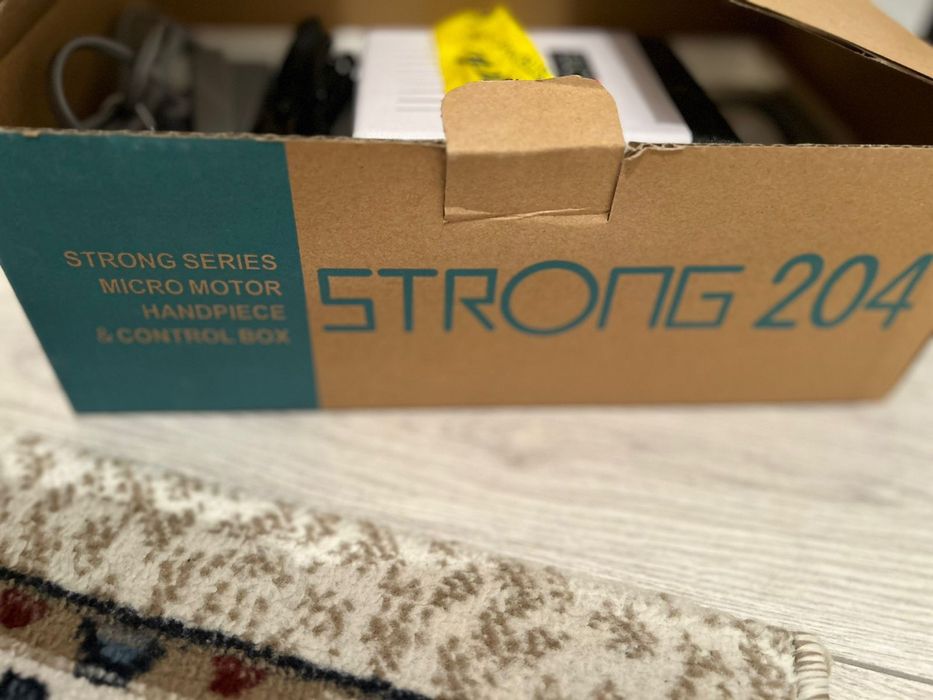 STRONG SERIES
MICRO MOTOR
HANDPIECE
& CONTROL BOX
STRONG 204